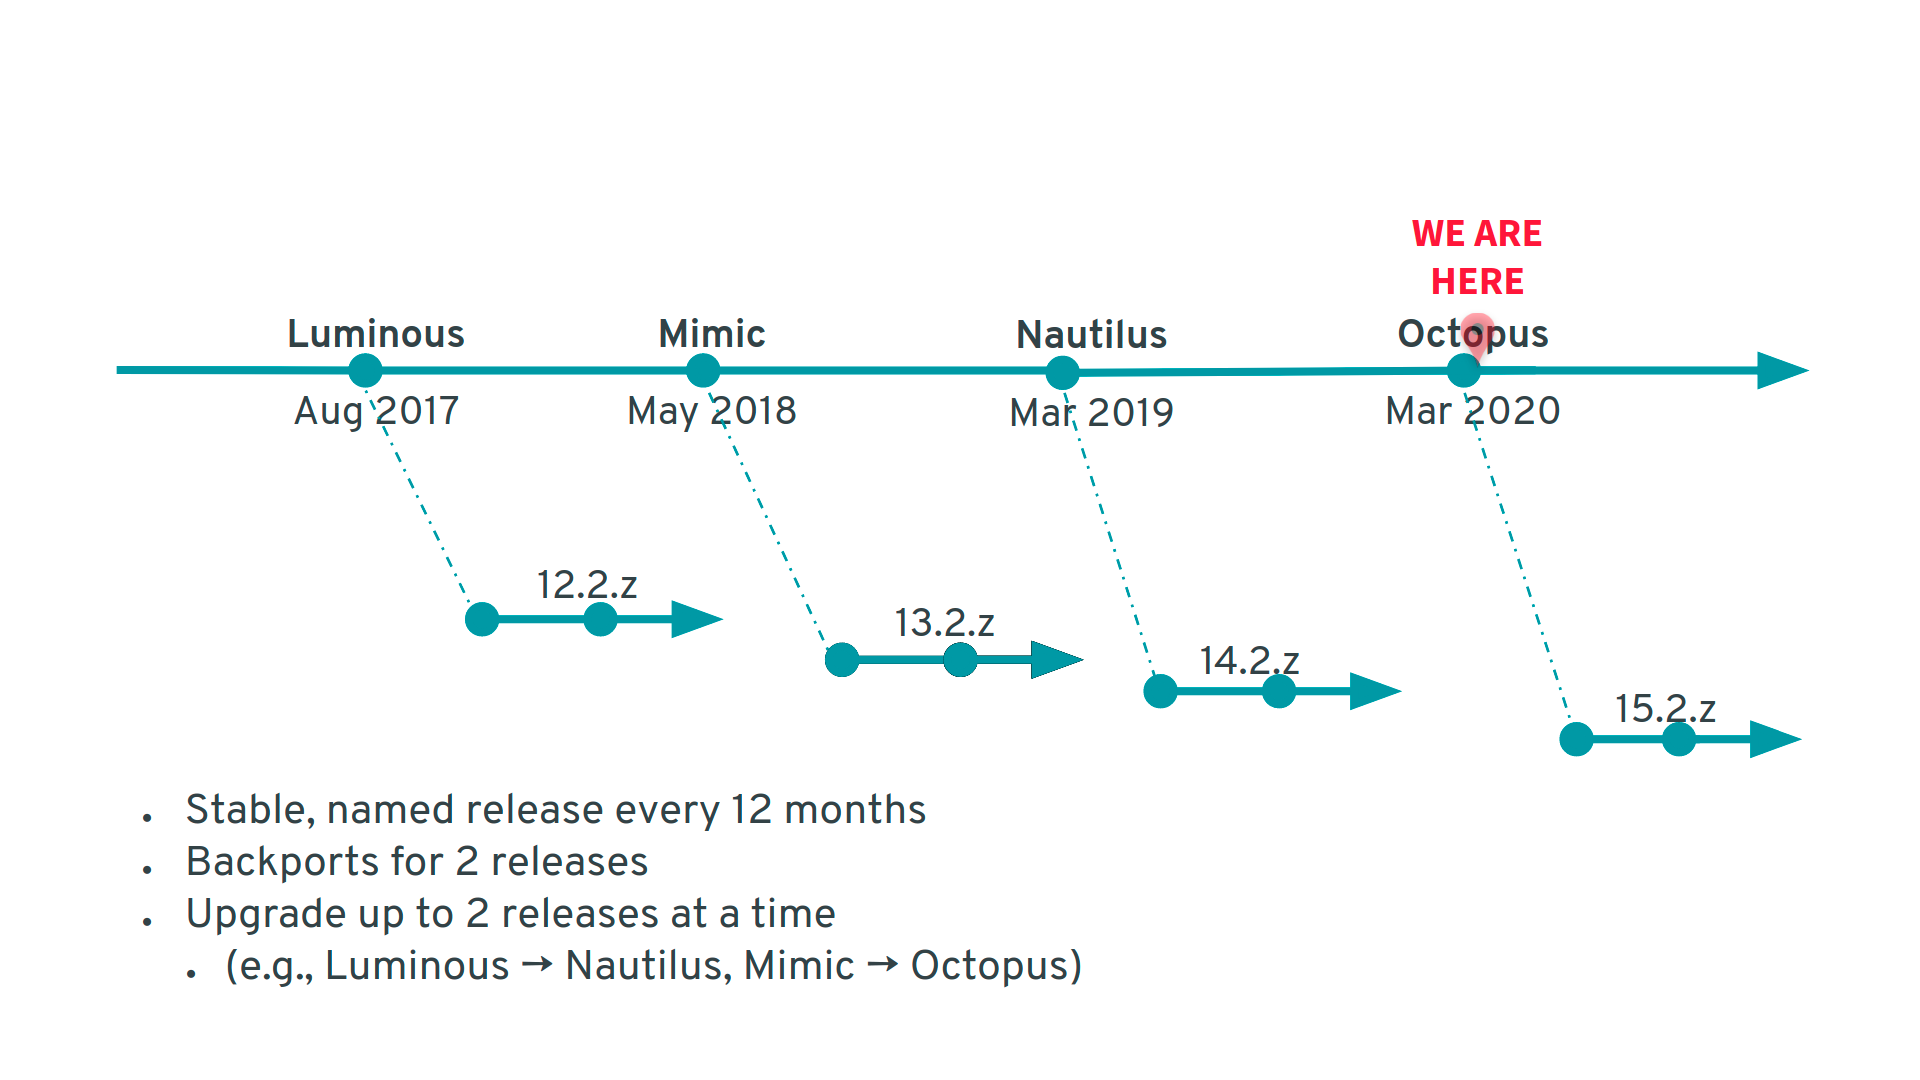 WE ARE
HERE
Luminous
Mimic
Nautilus
Octopus
Aug 2017
May 2018
Mar 2019
Mar 2020
12.2.z
13.2.z
14.2.z
15.2.z
• Stable, named release every 12 months
• Backports for 2 releases
• Upgrade up to 2 releases at a time
• (e.g., Luminous → Nautilus, Mimic → Octopus)